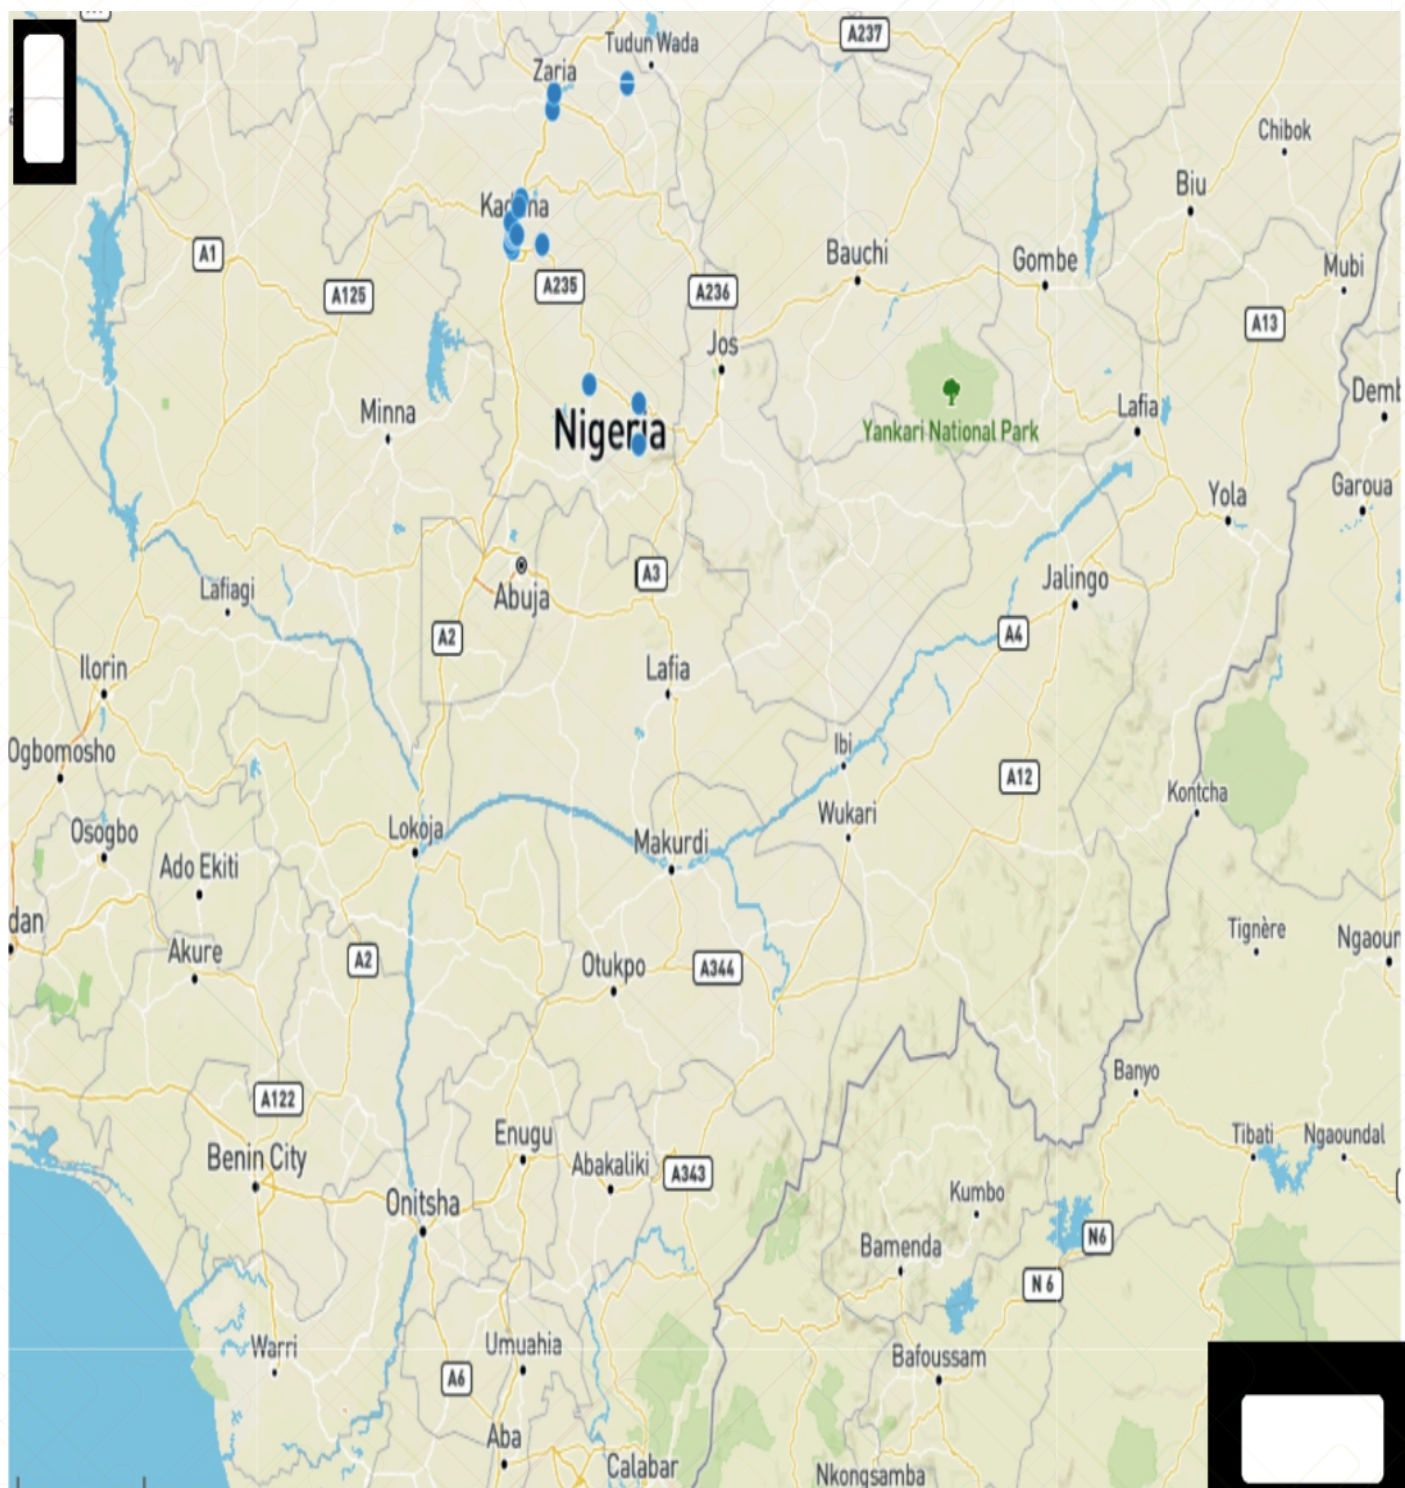 Tudun Wada
A237
Zaria
Chibok
Biu
Kaduna
A1
Bauchi
Gombe
Mubi
A125
A235
A236
A13
Jos
Minna
Lafia
Demb
Nigeria
Yankari National Park
Yola
Garoua
Abuja
A3
Jalingo
Lafiagi
A2
A4
Ilorin
Lafia
Ogbomosho
Ibi
A12
Kontcha
Osogbo
Lokoja
Makurdi
Wukari
Ado Ekiti
dan
Akure
A2
Otukpo
A344
Tignère
Ngaour
A122
Banyo
Enugu
Tibati
Ngaoundal
Benin City
Abakaliki
A343
Onitsha
Kumbo
Bamenda
N6
N 6
Warri
Umuahia
Bafoussam
A6
Aba
Calabar
Nkongsamba